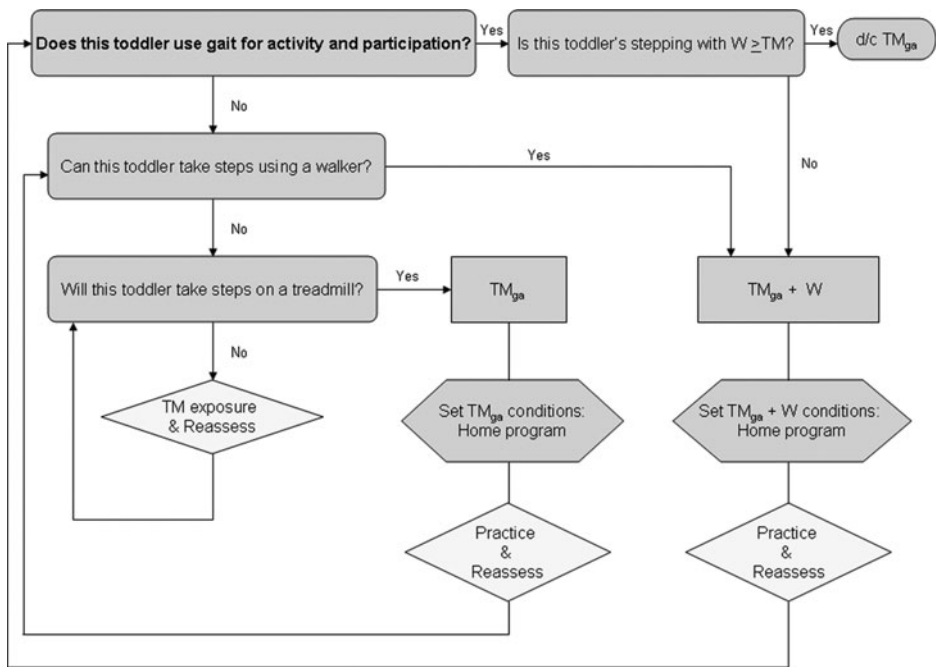 Does this toddler use gait for activity and participation?
Yes
Is this toddler's stepping with W ≥TM?
Yes
d/c TMga
No
Can this toddler take steps using a walker?
Yes
No
No
Will this toddler take steps on a treadmill?
Yes
TMga
TMga + W
No
TM exposure
& Reassess
Set TMga conditions:
Home program
Set TMga + W conditions:
Home program
Practice
&
Reassess
Practice
&
Reassess